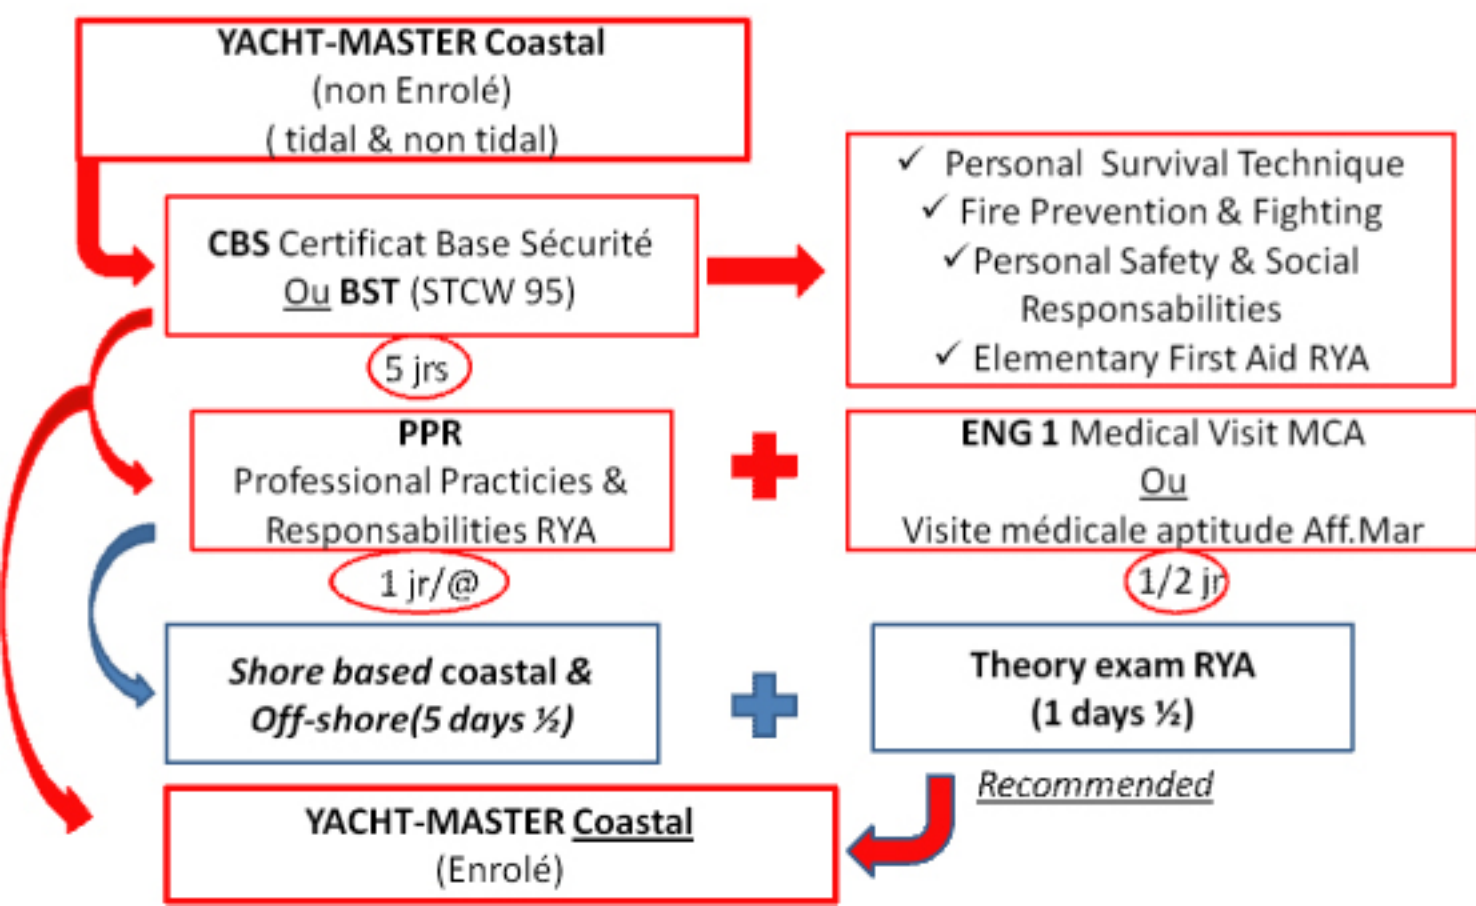 YACHT-MASTER Coastal
(non Enrolé)
( tidal & non tidal)
CBS Certificat Base Sécurité
Ou BST (STCW 95)
5 jrs
✓ Personal Survival Technique
✓ Fire Prevention & Fighting
✓Personal Safety & Social
Responsabilities
✓ Elementary First Aid RYA
PPR
Professional Practicies &
Responsabilities RYA
1 jr/@
ENG 1 Medical Visit MCA
Ou
Visite médicale aptitude Aff.Mar
1/2 jr
Shore based coastal &
Off-shore(5 days ½)
Theory exam RYA
(1 days ½)
Recommended
YACHT-MASTER Coastal
(Enrolé)